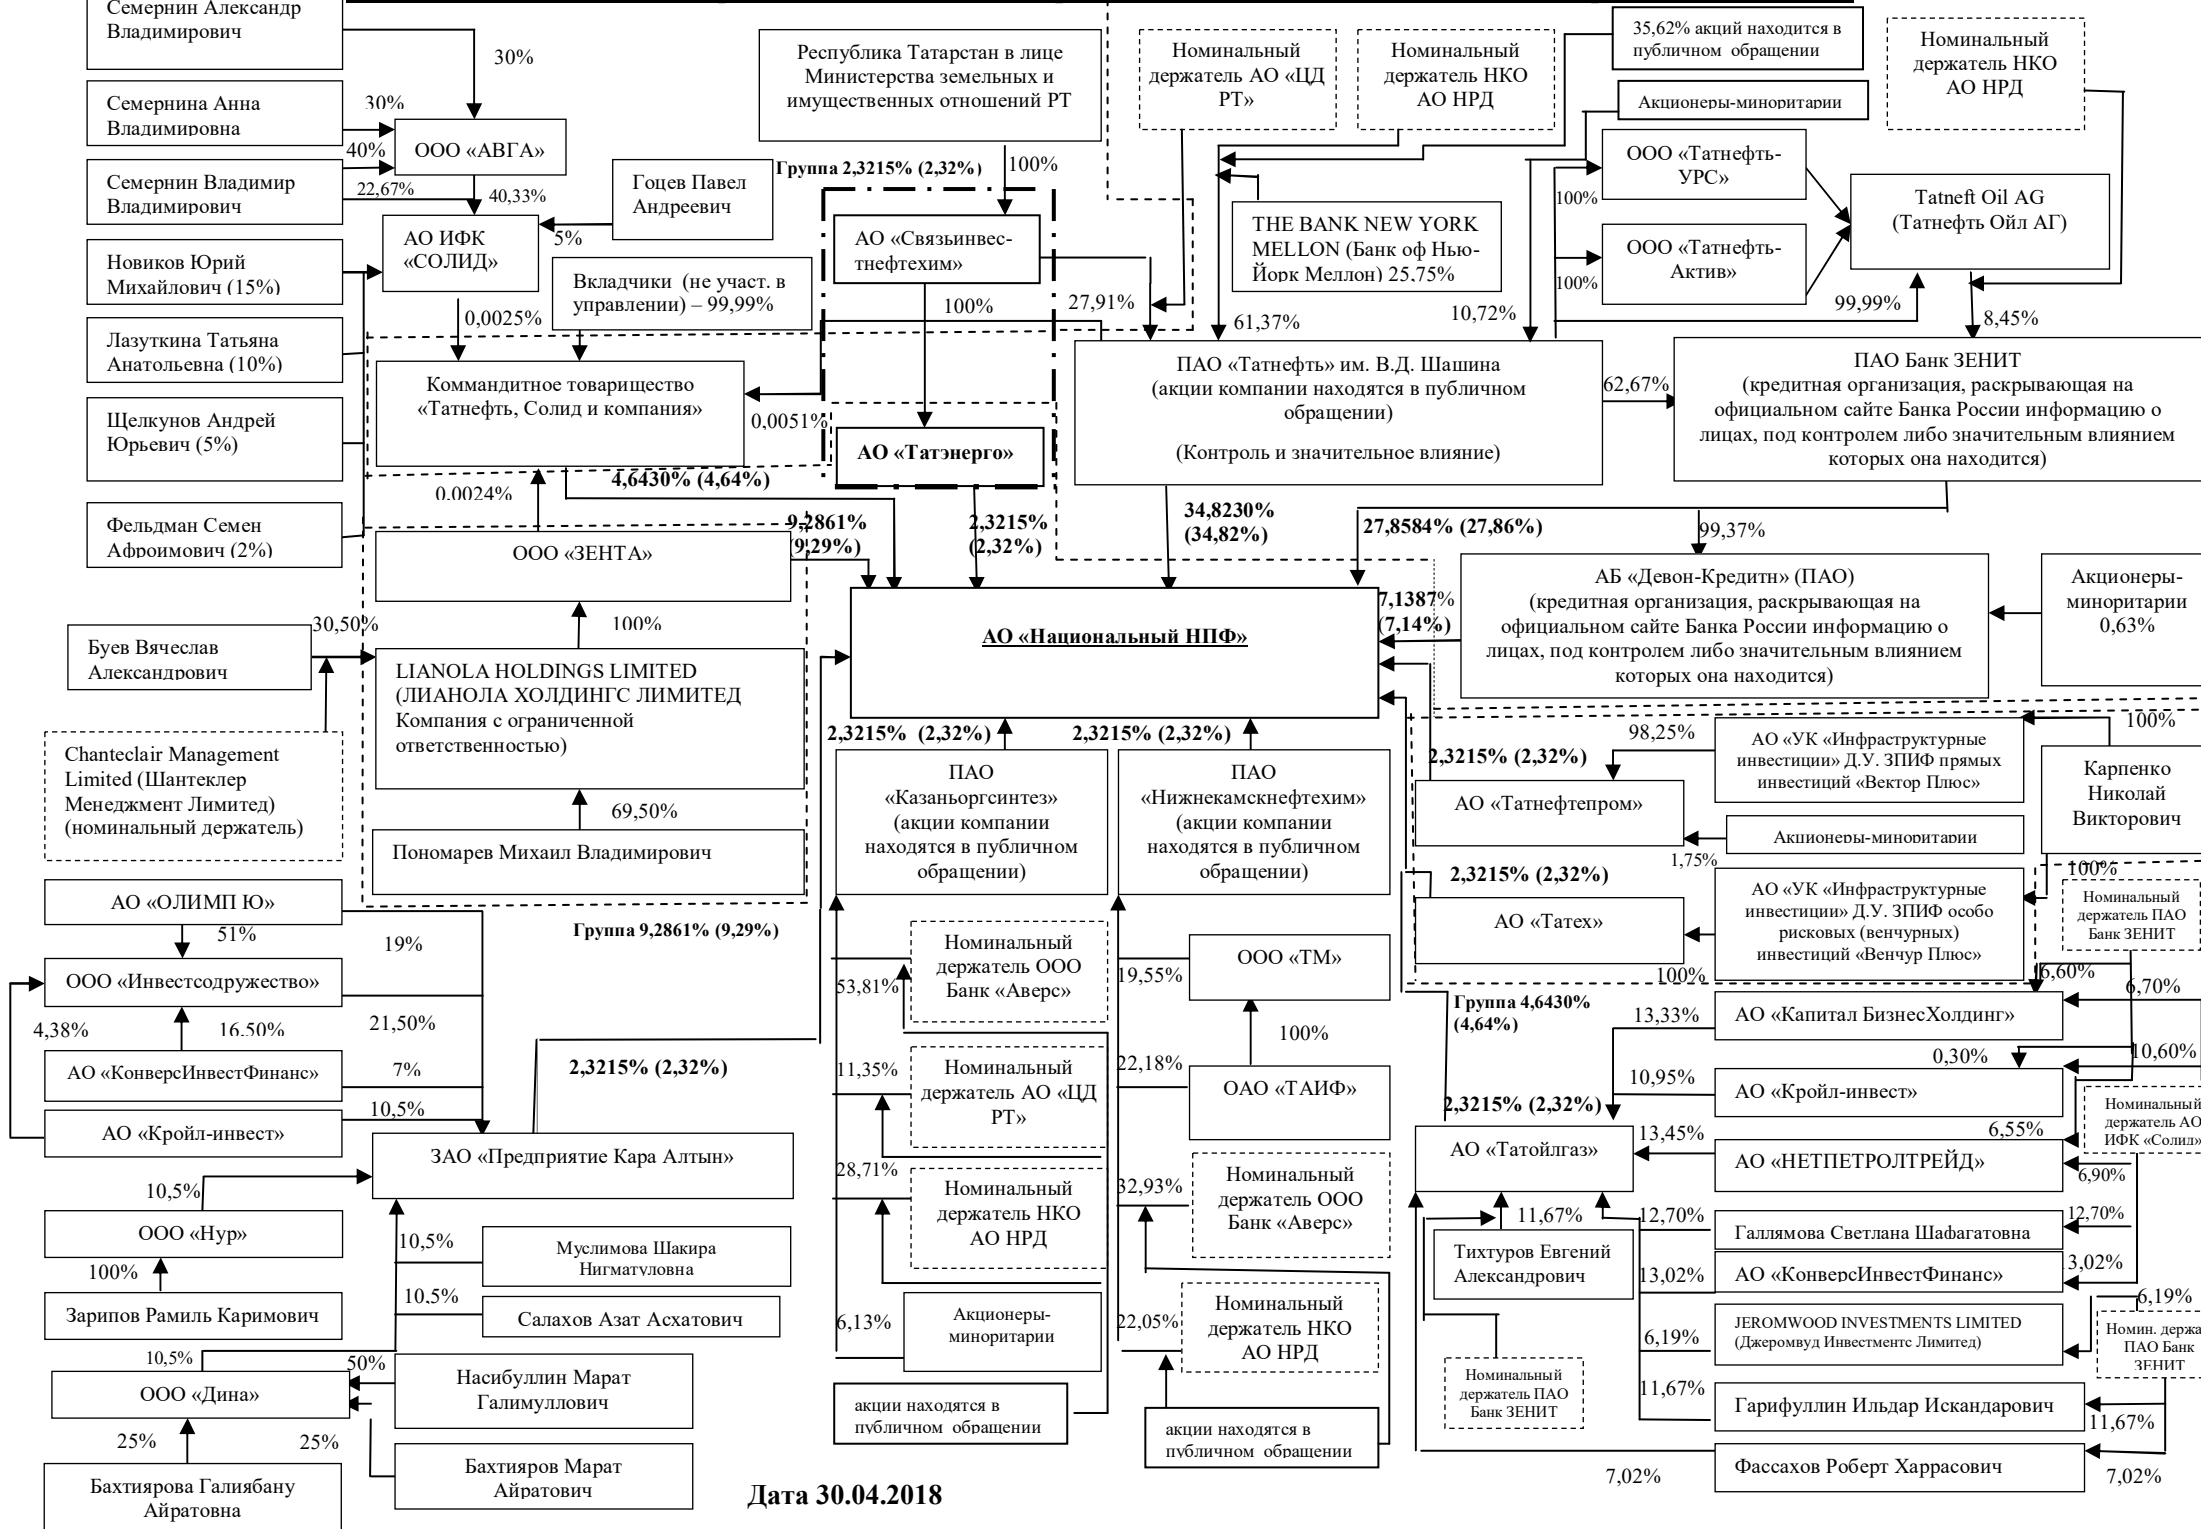 Семернин Александр
Владимирович
30%
Семернина Анна
Владимировна
30%
40%
ООО «АВГА»
Семернин Владимир
Владимирович
22,67%
40,33%
Гоцев Павел
Андреевич
5%
АО ИФК
«СОЛИД»
Новиков Юрий
Михайлович (15%)
Лазуткина Татьяна
Анатольевна (10%)
Щелкунов Андрей
Юрьевич (5%)
Фельдман Семен
Афроимович (2%)
Вкладчики (не участ. в
управлении) – 99,99%
0,0025%
Коммандитное товарищество
«Татнефть, Солид и компания»
0,0051%
4,6430% (4,64%)
0,0024%
ООО «ЗЕНТА»
9,2861%
(9,29%)
100%
Буев Вячеслав
Александрович
30,50%
LIANOLA HOLDINGS LIMITED
(ЛИАНОЛА ХОЛДИНГС ЛИМИТЕД
Компания с ограниченной
ответственностью)
Chanteclair Management
Limited (Шантеклер
Менеджмент Лимитед)
(номинальный держатель)
69,50%
Пономарев Михаил Владимирович
Группа 9,2861% (9,29%)
Республика Татарстан в лице
Министерства земельных и
имущественных отношений РТ
Группа 2,3215% (2,32%)
100%
АО «Связьинвес-
тнефтехим»
100%
АО «Татэнерго»
2,3215%
(2,32%)
Номинальный
держатель АО «ЦД
РТ»
Номинальный
держатель НКО
АО НРД
35,62% акций находится в
публичном обращении
Акционеры-миноритарии
Номинальный
держатель НКО
АО НРД
THE BANK NEW YORK
MELLON (Банк оф Нью-
Йорк Меллон) 25,75%
ООО «Татнефть-
УРС»
100%
ООО «Татнефть-
Актив»
100%
Tatneft Oil AG
(Татнефть Ойл АГ)
99,99%
8,45%
27,91%
61,37%
10,72%
ПАО «Татнефть» им. В.Д. Шашина
(акции компании находятся в публичном
обращении)
(Контроль и значительное влияние)
62,67%
ПАО Банк ЗЕНИТ
(кредитная организация, раскрывающая на
официальном сайте Банка России информацию о
лицах, под контролем либо значительным влиянием
которых она находится)
34,8230%
(34,82%)
27,8584% (27,86%)
99,37%
АО «Национальный НПФ»
7,1387%
(7,14%)
АБ «Девон-Кредитн» (ПАО)
(кредитная организация, раскрывающая на
официальном сайте Банка России информацию о
лицах, под контролем либо значительным влиянием
которых она находится)
Акционеры-
миноритарии
0,63%
2,3215% (2,32%)
2,3215% (2,32%)
ПАО
«Казаньоргсинтез»
(акции компании
находятся в публичном
обращении)
ПАО
«Нижнекамскнефтехим»
(акции компании
находятся в публичном
обращении)
2,3215% (2,32%)
98,25%
АО «УК «Инфраструктурные
инвестиции» Д.У. ЗПИФ прямых
инвестиций «Вектор Плюс»
100%
Карпенко
Николай
Викторович
АО «Татнефтепром»
Акционеры-миноритарии
1,75%
100%
2,3215% (2,32%)
АО «Татех»
АО «УК «Инфраструктурные
инвестиции» Д.У. ЗПИФ особо
рисковых (венчурных)
инвестиций «Венчур Плюс»
100%
Номинальный
держатель ПАО
Банк ЗЕНИТ
АО «ОЛИМП Ю»
51%
19%
ООО «Инвестсодружество»
4,38%
16,50%
21,50%
АО «КонверсИнвестФинанс»
7%
АО «Кройл-инвест»
10,5%
2,3215% (2,32%)
ЗАО «Предприятие Кара Алтын»
10,5%
ООО «Нур»
100%
Зарипов Рамиль Каримович
10,5%
Муслимова Шакира
Нигматуловна
10,5%
Салахов Азат Асхатович
10,5%
50%
ООО «Дина»
Насибуллин Марат
Галимуллович
25%
25%
Бахтиярова Галиябану
Айратовна
Бахтияров Марат
Айратович
53,81%
Номинальный
держатель ООО
Банк «Аверс»
11,35%
Номинальный
держатель АО «ЦД
РТ»
28,71%
Номинальный
держатель НКО
АО НРД
6,13%
Акционеры-
миноритарии
акции находятся в
публичном обращении
19,55%
ООО «ТМ»
100%
22,18%
ОАО «ТАИФ»
32,93%
Номинальный
держатель ООО
Банк «Аверс»
22,05%
Номинальный
держатель НКО
АО НРД
акции находятся в
публичном обращении
Группа 4,6430%
(4,64%)
6,60%
6,70%
13,33%
АО «Капитал БизнесХолдинг»
0,30%
10,60%
10,95%
АО «Кройл-инвест»
2,3215% (2,32%)
Номинальный
держатель АО
ИФК «Солид»
АО «Татойлгаз»
13,45%
6,55%
АО «НЕТПЕТРОЛТРЕЙД»
6,90%
11,67%
12,70%
Галлямова Светлана Шафагатовна
12,70%
Тихтуров Евгений
Александрович
13,02%
АО «КонверсИнвестФинанс»
13,02%
6,19%
JEROMWOOD INVESTMENTS LIMITED
(Джеромвуд Инвестментс Лимитед)
6,19%
Номин. держа
ПАО Банк
ЗЕНИТ
Номинальный
держатель ПАО
Банк ЗЕНИТ
11,67%
Гарифуллин Ильдар Искандарович
11,67%
7,02%
Фассахов Роберт Харрасович
7,02%
Дата 30.04.2018